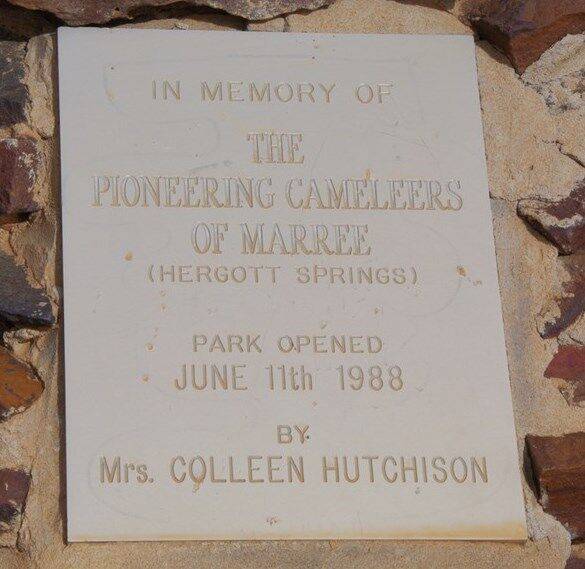 IN MEMORY OF
THE
PIONEERING CAMELEERS
OF MARREE
(HERGOTT SPRINGS)
PARK OPENED
JUNE 11th 1988
BY
Mrs. COLLEEN HUTCHISON